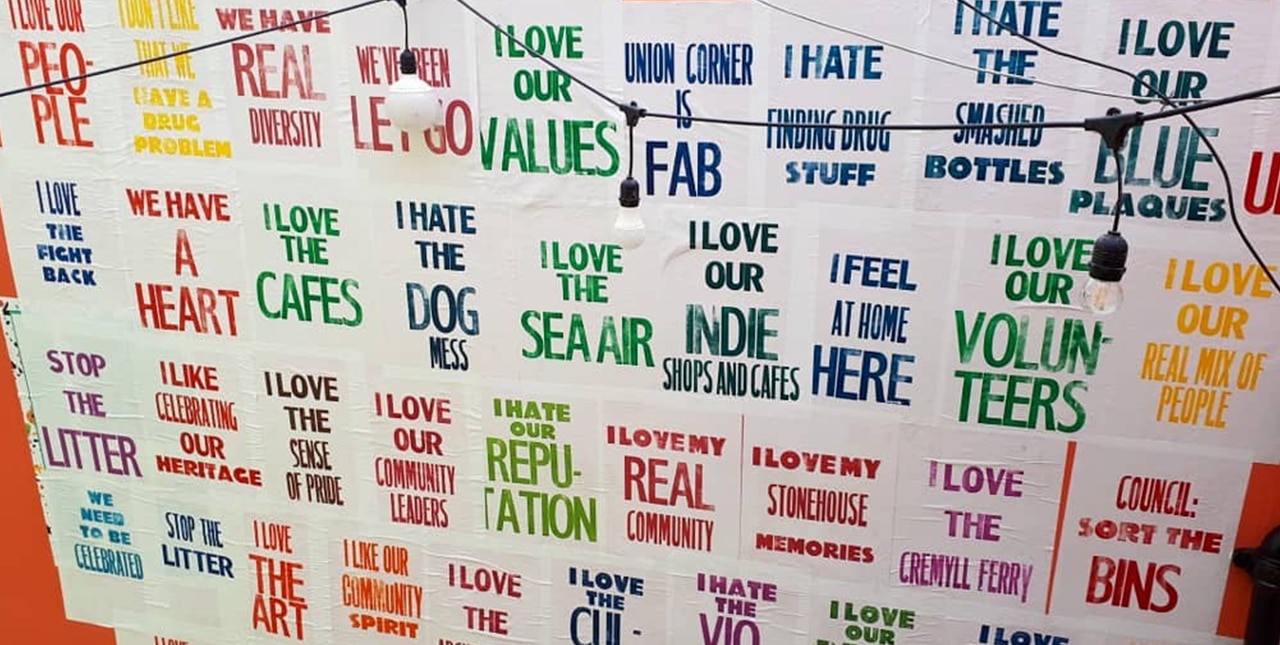 I LOVE OUR
PEO-
PLE
I DON'T LIKE
THAT WE
HAVE A
DRUG
PROBLEM
WE HAVE
REAL
DIVERSITY
WE'VE BEEN
LET GO
I LOVE
OUR
VALUES
UNION CORNER
IS
FAB
I HATE
FINDING DRUG
STUFF
I HATE
THE
SMASHED
BOTTLES
I LOVE
OUR
BLUE
PLAQUES
I LOVE
THE
FIGHT
BACK
WE HAVE
A
HEART
I LOVE
THE
CAFES
I HATE
THE
DOG
MESS
I LOVE
THE
SEA AIR
I LOVE
OUR
INDIE
SHOPS AND CAFES
I FEEL
AT HOME
HERE
I LOVE
OUR
VOLUN-
TEERS
I LOVE
OUR
REAL MIX OF
PEOPLE
STOP
THE
LITTER
I LIKE
CELEBRATING
OUR
HERITAGE
I LOVE
THE
SENSE
OF PRIDE
I LOVE
OUR
COMMUNITY
LEADERS
I HATE
OUR
REPU-
TATION
I LOVE MY
REAL
COMMUNITY
I LOVE MY
STONEHOUSE
MEMORIES
I LOVE
THE
CREMYLL FERRY
COUNCIL:
SORT THE
BINS
WE
NEED
TO BE
CELEBRATED
STOP THE
LITTER
I LOVE
THE
ART
I LIKE OUR
COMMUNITY
SPIRIT
I LOVE
THE
I LOVE
THE
CUL-
I HATE
THE
VIO
I LOVE
OUR
I LOVE
I LOVE